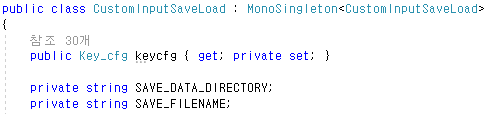 public class CustomInputSaveLoad : MonoSingleton<CustomInputSaveLoad>
{
참조 30개
public Key_cfg keycfg { get; private set; }
private string SAVE_DATA_DIRECTORY;
private string SAVE_FILENAME;